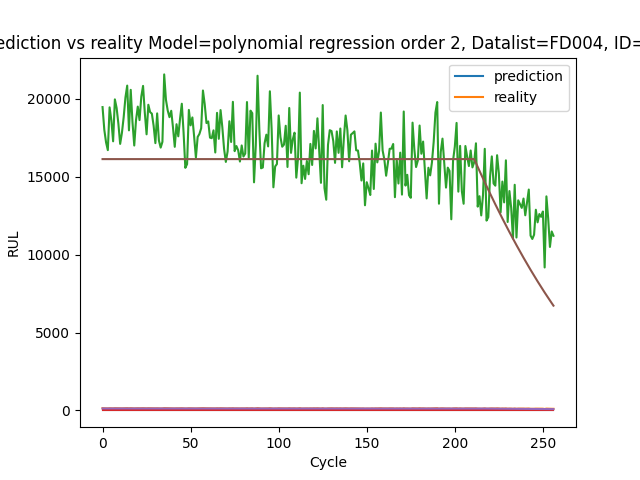 ediction vs reality Model=polynomial regression order 2, Datalist=FD004, ID=
prediction
reality
20000
15000
10000
5000
0
RUL
0 50 100 150 200 250
Cycle